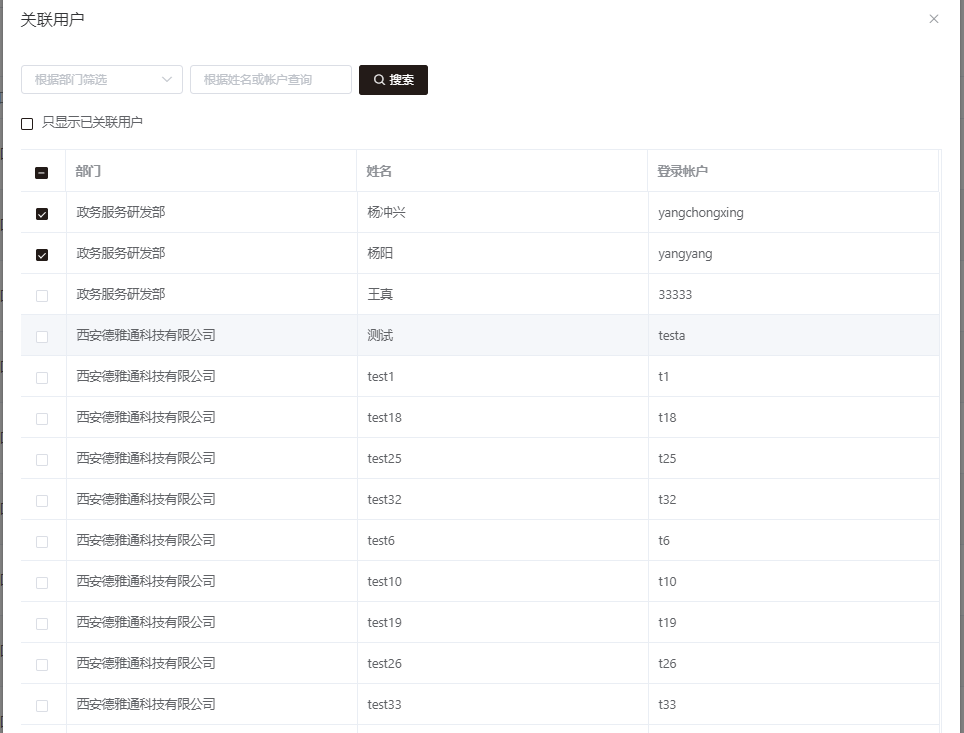 关联用户
根据部门筛选 根据姓名或帐户查询 搜索
只显示已关联用户
部门 姓名 登录帐户
政务服务研发部 杨冲兴 yangchongxing
政务服务研发部 杨阳 yangyang
政务服务研发部 王真 33333
西安德雅通科技有限公司 测试 testa
西安德雅通科技有限公司 test1 t1
西安德雅通科技有限公司 test18 t18
西安德雅通科技有限公司 test25 t25
西安德雅通科技有限公司 test32 t32
西安德雅通科技有限公司 test6 t6
西安德雅通科技有限公司 test10 t10
西安德雅通科技有限公司 test19 t19
西安德雅通科技有限公司 test26 t26
西安德雅通科技有限公司 test33 t33